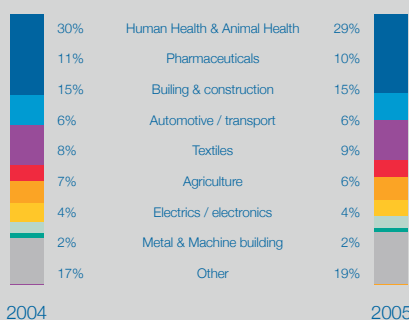 30% Human Health & Animal Health 29%
11% Pharmaceuticals 10%
15% Builing & construction 15%
6% Automotive / transport 6%
8% Textiles 9%
7% Agriculture 6%
4% Electrics / electronics 4%
2% Metal & Machine building 2%
17% Other 19%
2004 2005